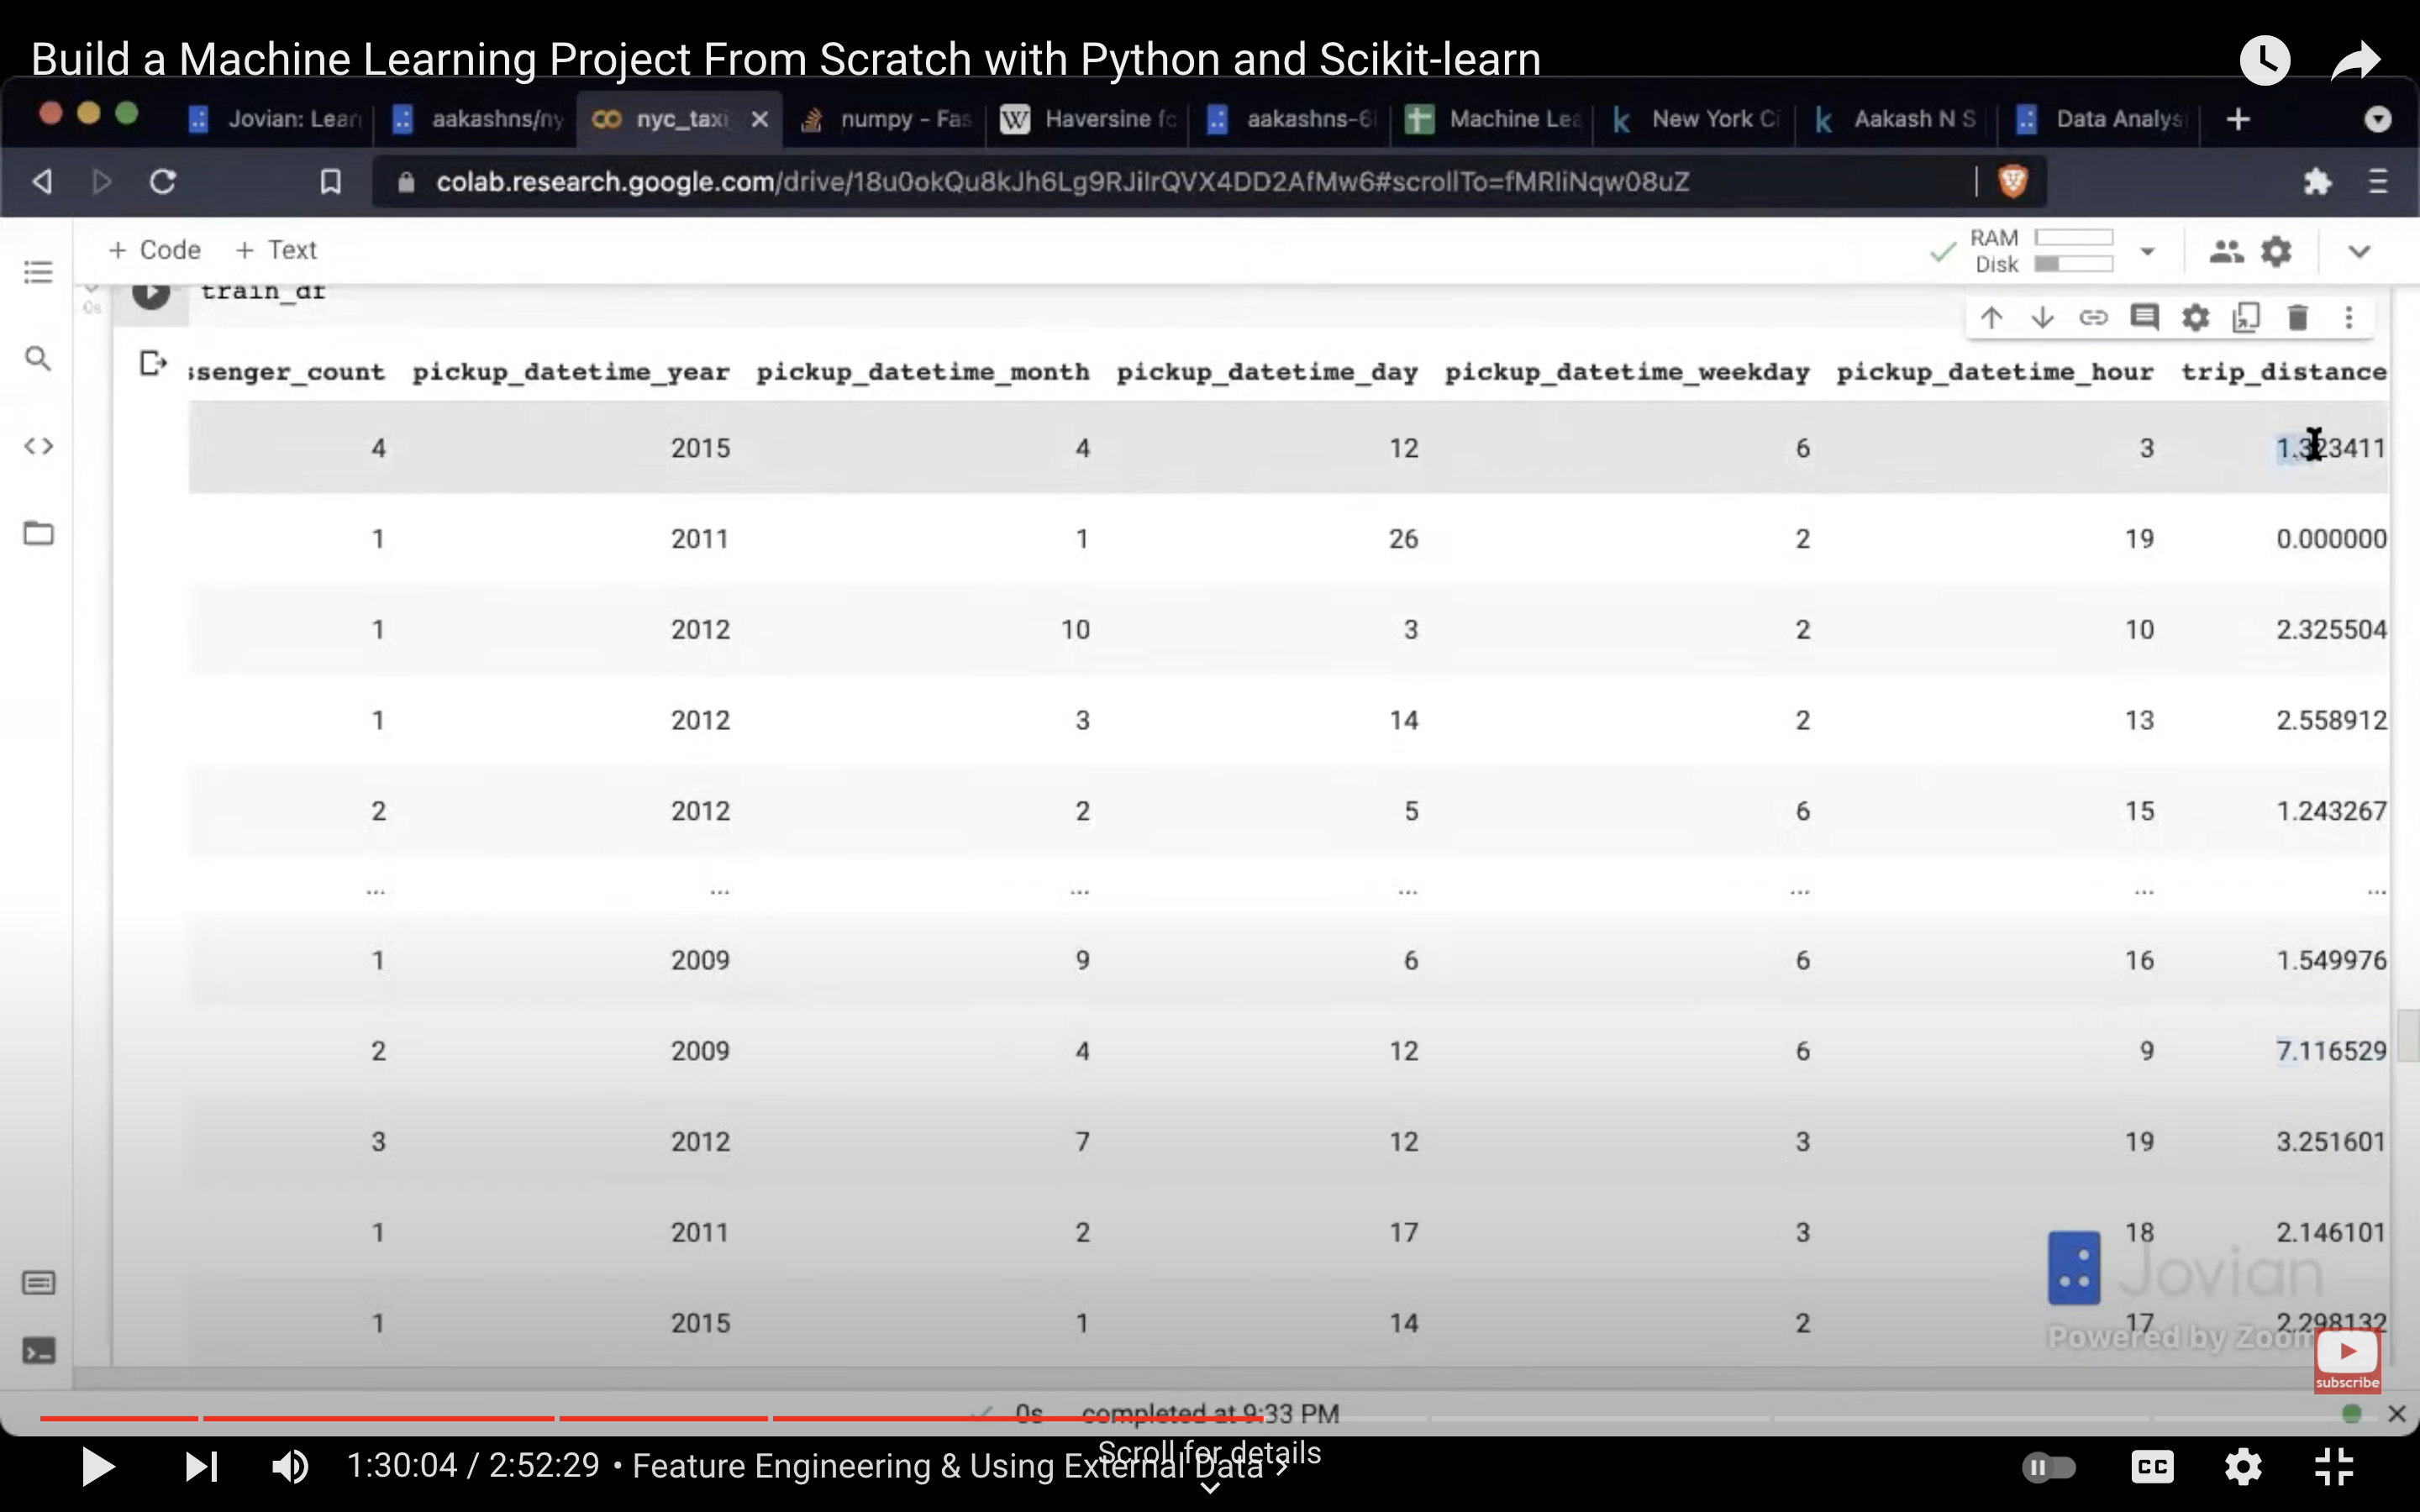 Build a Machine Learning Project From Scratch with Python and Scikit-learn
Jovian: Lear aakashns/ny nyc_taxi numpy - Fas Haversine fo aakashns-6 Machine Lea New York Ci Aakash N S Data Analys
colab.research.google.com/drive/18u0okQu8kJh6Lg9RJiIrQVX4DD2AfMw6#scrollTo=fMRIiNqw08uZ
+ Code + Text
RAM
Disk
0s
train_df
ssenger_count pickup_datetime_year pickup_datetime_month pickup_datetime_day pickup_datetime_weekday pickup_datetime_hour trip_distance
4 2015 4 12 6 3 1.323411
1 2011 1 26 2 19 0.000000
1 2012 10 3 2 10 2.325504
1 2012 3 14 2 13 2.558912
2 2012 2 5 6 15 1.243267
... ... ... ... ... ... ...
1 2009 9 6 6 16 1.549976
2 2009 4 12 6 9 7.116529
3 2012 7 12 3 19 3.251601
1 2011 2 17 3 18 2.146101
Jovian
1 2015 1 14 2 17 2.298132
Powered by Zoom
subscribe
0s completed at 9:33 PM
Scroll for details
1:30:04 / 2:52:29 • Feature Engineering & Using External Data ›
CC